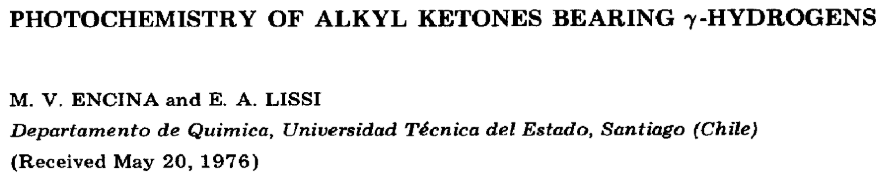 PHOTOCHEMISTRY OF ALKYL KETONES BEARING γ-HYDROGENS
M. V. ENCINA and E. A. LISSI
Departamento de Quimica, Universidad Técnica del Estado, Santiago (Chile)
(Received May 20, 1976)